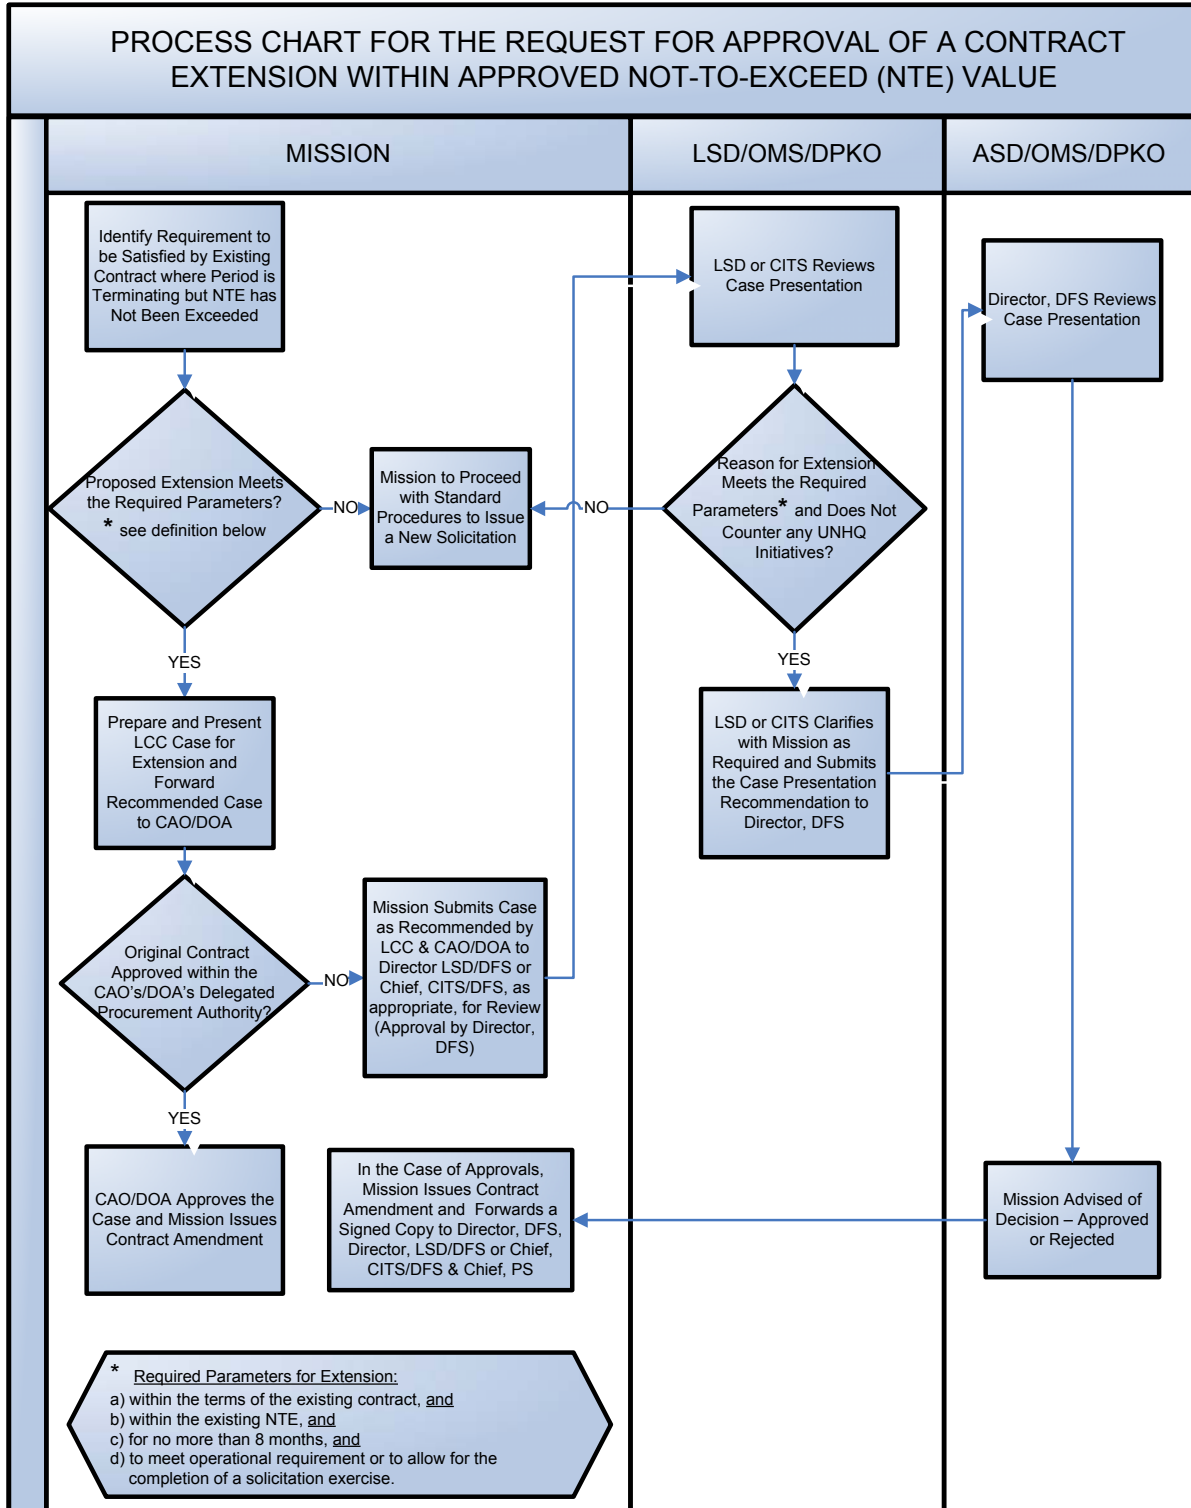 PROCESS CHART FOR THE REQUEST FOR APPROVAL OF A CONTRACT
EXTENSION WITHIN APPROVED NOT-TO-EXCEED (NTE) VALUE
MISSION
LSD/OMS/DPKO
ASD/OMS/DPKO
Identify Requirement to
be Satisfied by Existing
Contract where Period is
Terminating but NTE has
Not Been Exceeded
LSD or CITS Reviews
Case Presentation
Director, DFS Reviews
Case Presentation
Proposed Extension Meets
the Required Parameters?
* see definition below
NO
Mission to Proceed
with Standard
Procedures to Issue
a New Solicitation
NO
Reason for Extension
Meets the Required
Parameters* and Does Not
Counter any UNHQ
Initiatives?
YES
YES
Prepare and Present
LCC Case for
Extension and
Forward
Recommended Case
to CAO/DOA
LSD or CITS Clarifies
with Mission as
Required and Submits
the Case Presentation
Recommendation to
Director, DFS
Original Contract
Approved within the
CAO's/DOA's Delegated
Procurement Authority?
NO
Mission Submits Case
as Recommended by
LCC & CAO/DOA to
Director LSD/DFS or
Chief, CITS/DFS, as
appropriate, for Review
(Approval by Director,
DFS)
YES
CAO/DOA Approves the
Case and Mission Issues
Contract Amendment
In the Case of Approvals,
Mission Issues Contract
Amendment and Forwards a
Signed Copy to Director, DFS,
Director, LSD/DFS or Chief,
CITS/DFS & Chief, PS
Mission Advised of
Decision – Approved
or Rejected
* Required Parameters for Extension:
a) within the terms of the existing contract, and
b) within the existing NTE, and
c) for no more than 8 months, and
d) to meet operational requirement or to allow for the
completion of a solicitation exercise.